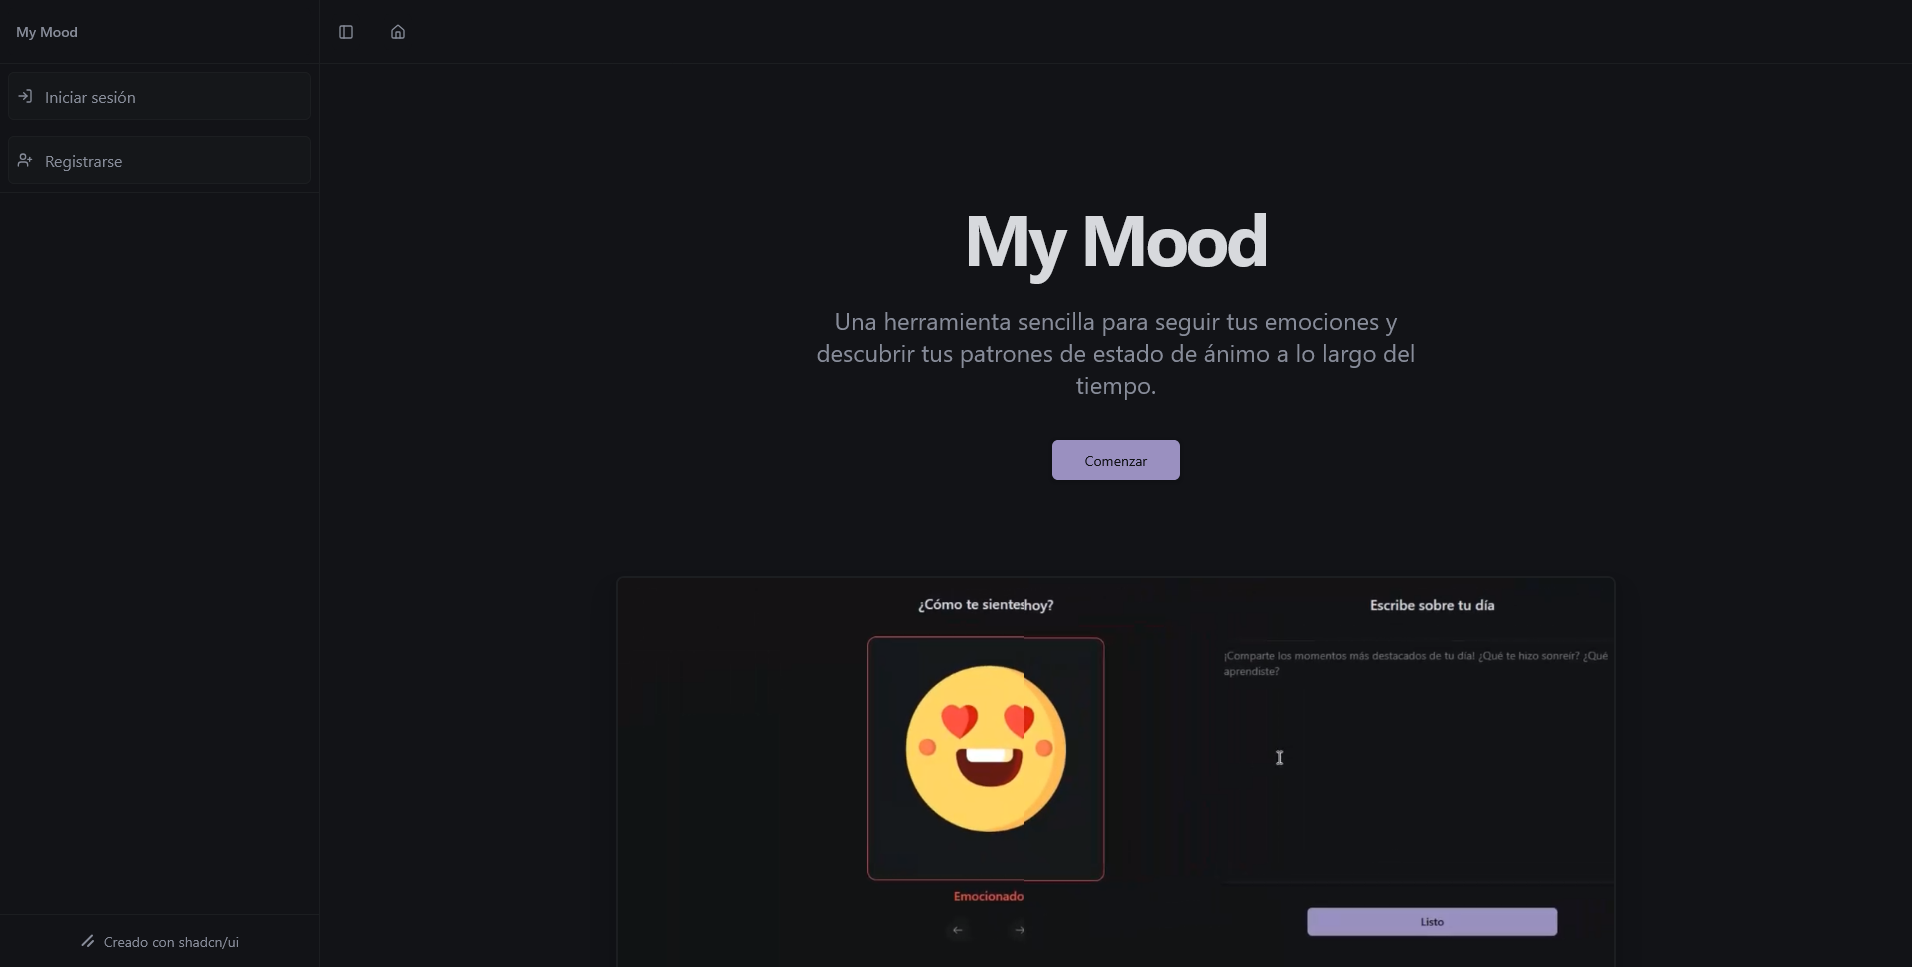 My Mood
Iniciar sesión
Registrarse
My Mood
Una herramienta sencilla para seguir tus emociones y
descubrir tus patrones de estado de ánimo a lo largo del
tiempo.
Comenzar
¿Cómo te sientes hoy?
Emocionado
Escribe sobre tu día
¡Comparte los momentos más destacados de tu día! ¿Qué te hizo sonreír? ¿Qué
aprendiste?
Listo
Creado con shadcn/ui